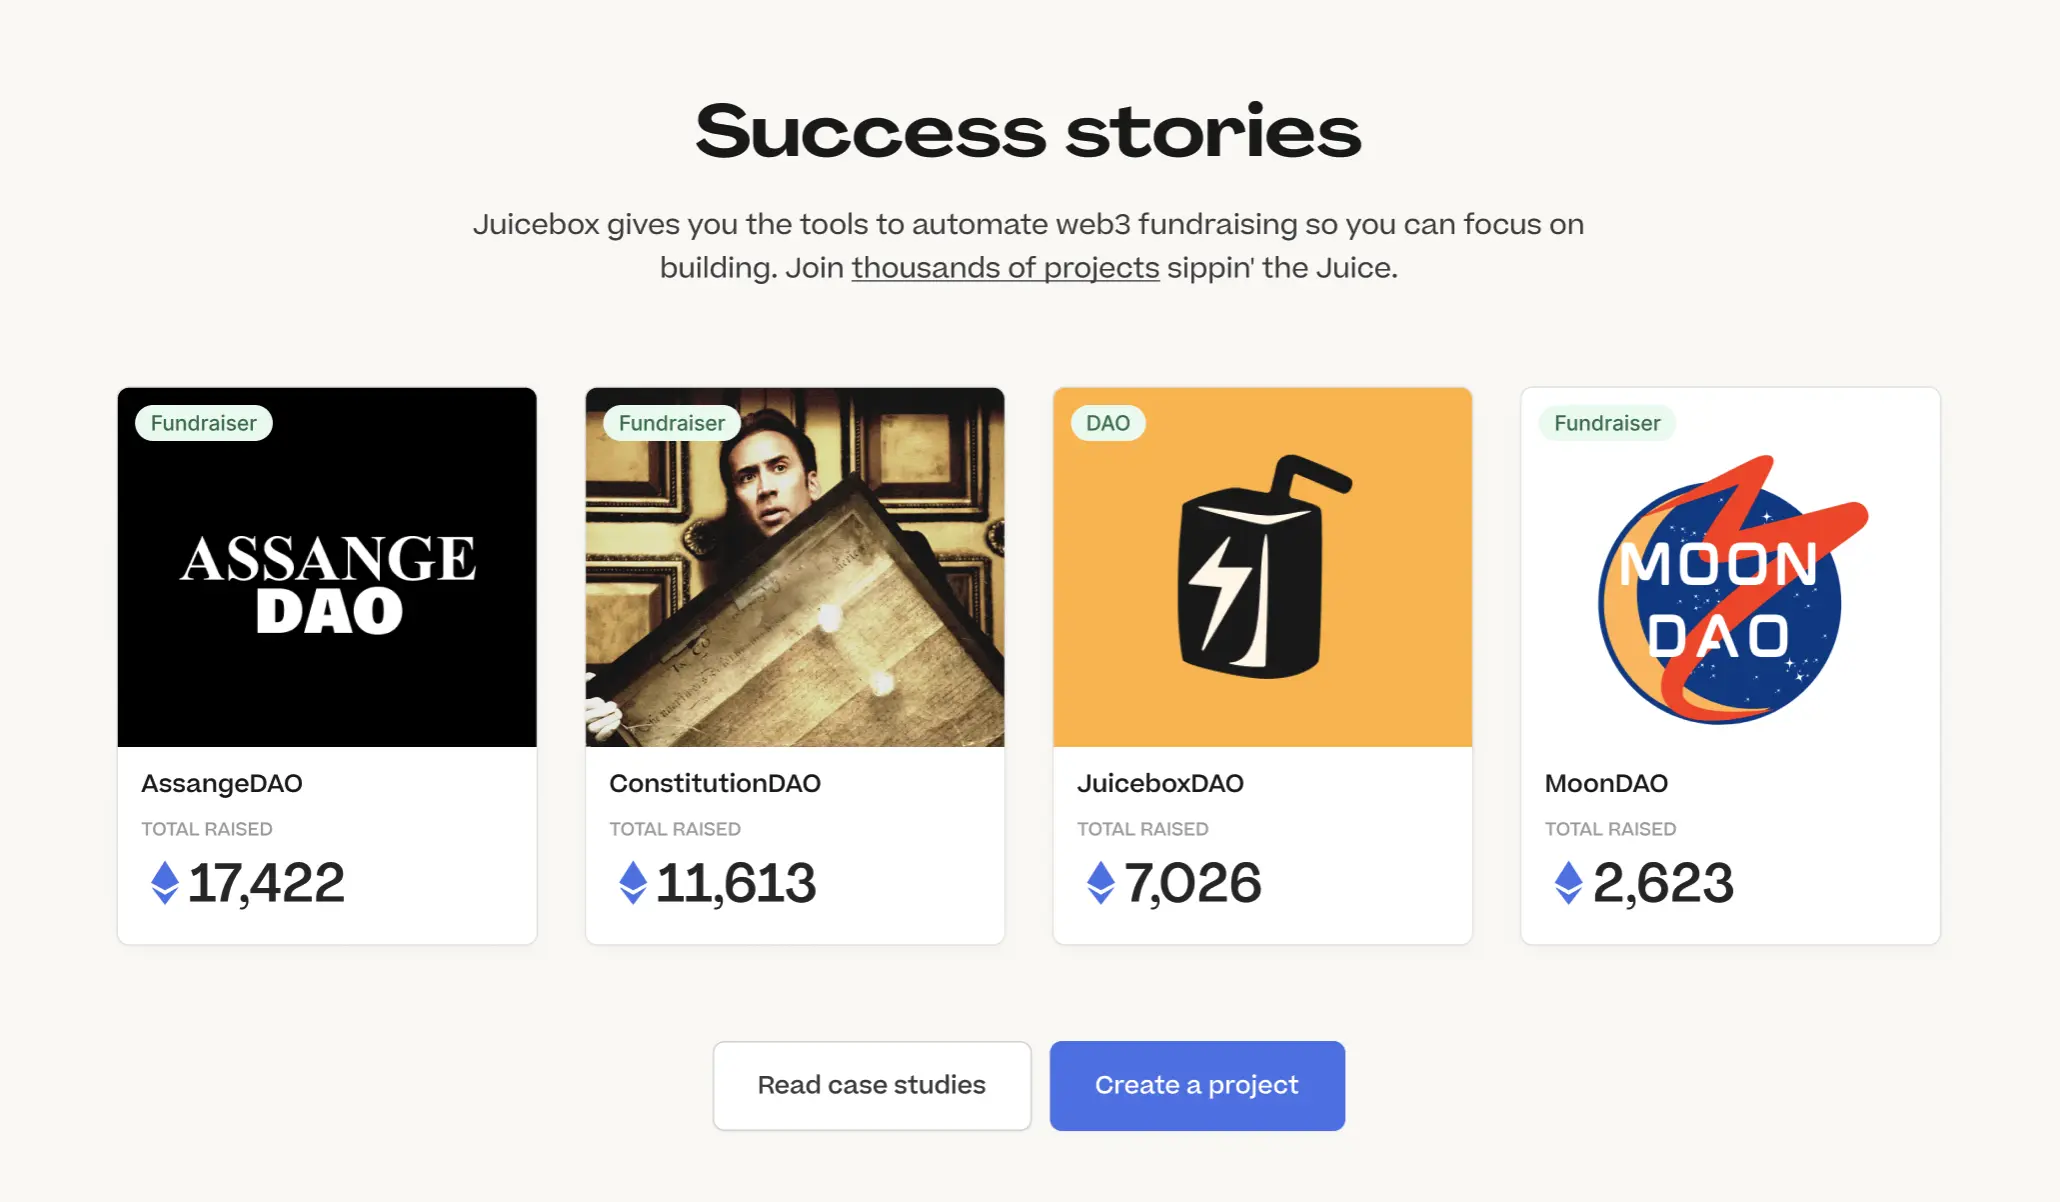 Success stories
Juicebox gives you the tools to automate web3 fundraising so you can focus on
building. Join thousands of projects sippin' the Juice.
Fundraiser
ASSANGE
DAO
AssangeDAO
TOTAL RAISED
17,422
Fundraiser
ConstitutionDAO
TOTAL RAISED
11,613
DAO
JuiceboxDAO
TOTAL RAISED
7,026
Fundraiser
MOON
DAO
MoonDAO
TOTAL RAISED
2,623
Read case studies
Create a project